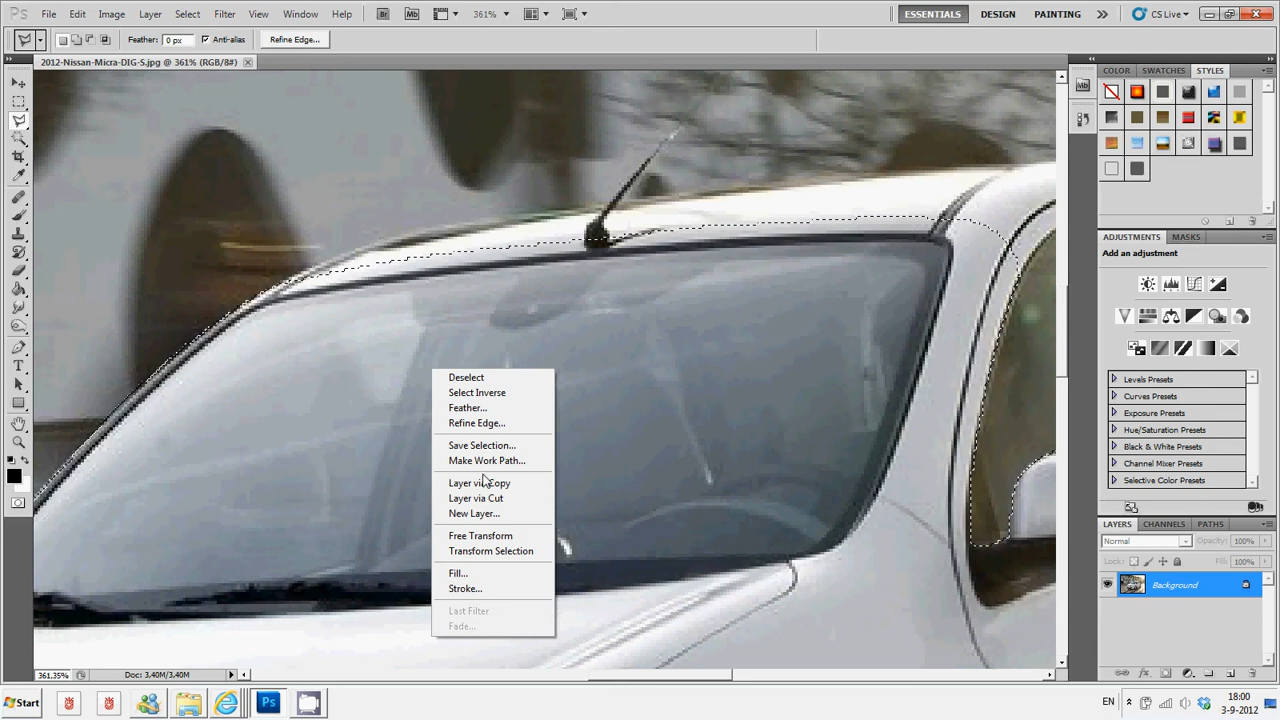 File Edit Image Layer Select Filter View Window Help Br Mb 361% ESSENTIALS DESIGN PAINTING CS Live
Feather: 0 px Anti-alias Refine Edge...
2012-Nissan-Micra-DIG-S.jpg @ 361% (RGB/8#)
COLOR SWATCHES STYLES
Mb
ADJUSTMENTS MASKS
Add an adjustment
Levels Presets
Curves Presets
Exposure Presets
Hue/Saturation Presets
Black & White Presets
Channel Mixer Presets
Selective Color Presets
LAYERS CHANNELS PATHS
Normal Opacity: 100%
Lock: Fill: 100%
Background
Deselect
Select Inverse
Feather...
Refine Edge...
Save Selection...
Make Work Path...
Layer via Copy
Layer via Cut
New Layer...
Free Transform
Transform Selection
Fill...
Stroke...
Last Filter
Fade...
361,35% Doc: 3,40M/3,40M
Start Ps EN 18:00
3-9-2012